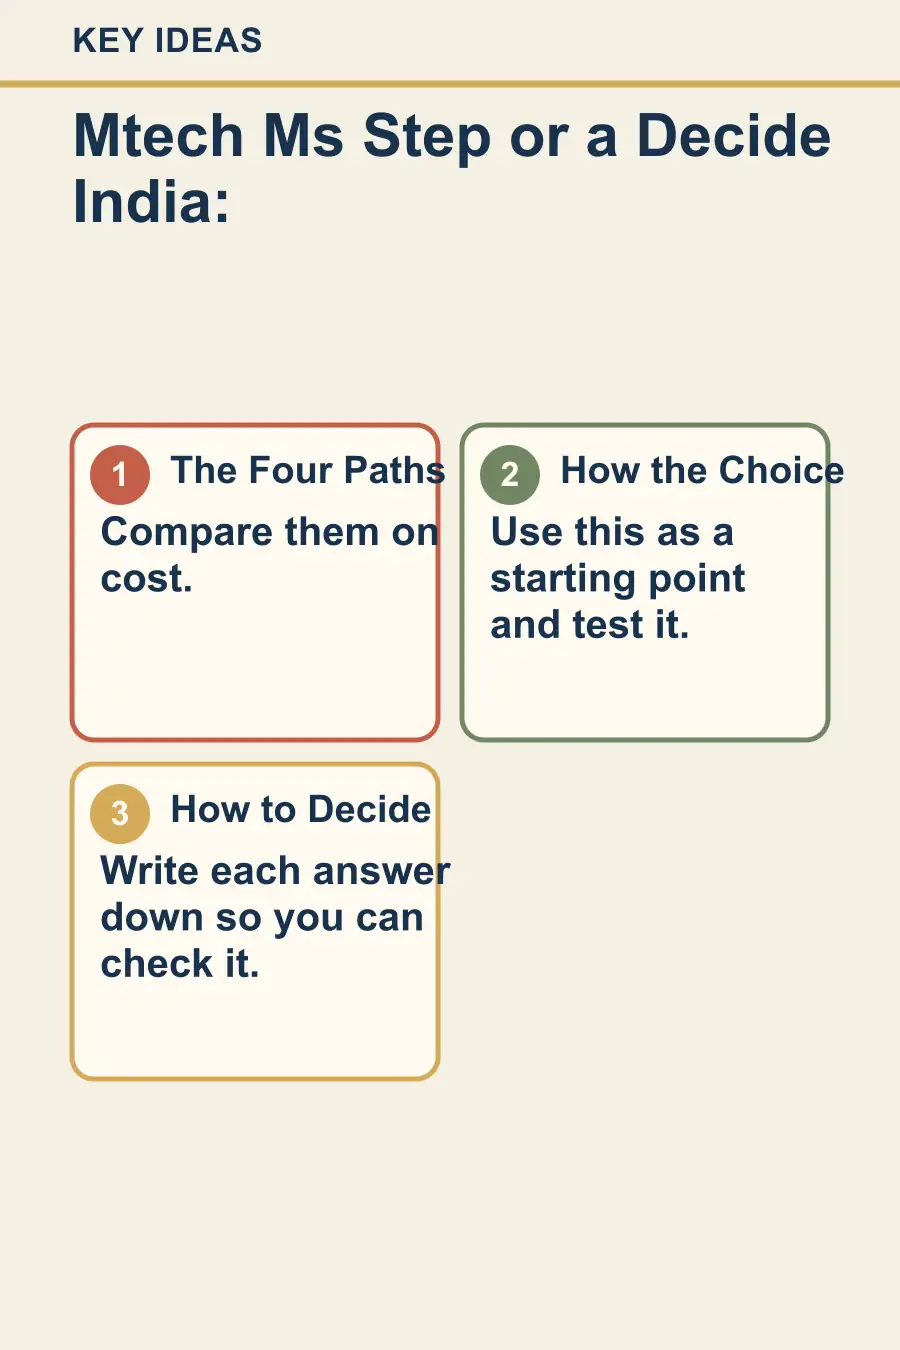 KEY IDEAS
Mtech Ms Step or a Decide
India:
1 The Four Paths
Compare them on
cost.
2 How the Choice
Use this as a
starting point
and test it.
3 How to Decide
Write each answer
down so you can
check it.